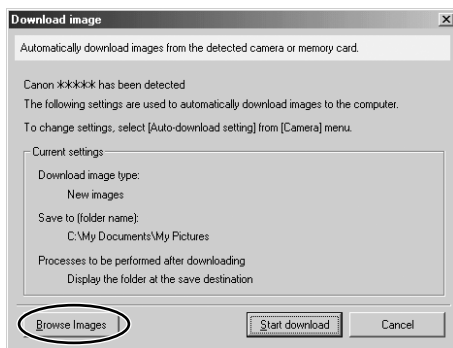 Download image
Automatically download images from the detected camera or memory card.
Canon ***** has been detected
The following settings are used to automatically download images to the computer.
To change settings, select [Auto-download setting] from [Camera] menu.
Current settings
Download image type:
New images
Save to (folder name):
C:\My Documents\My Pictures
Processes to be performed after downloading
Display the folder at the save destination
Browse Images
Start download
Cancel